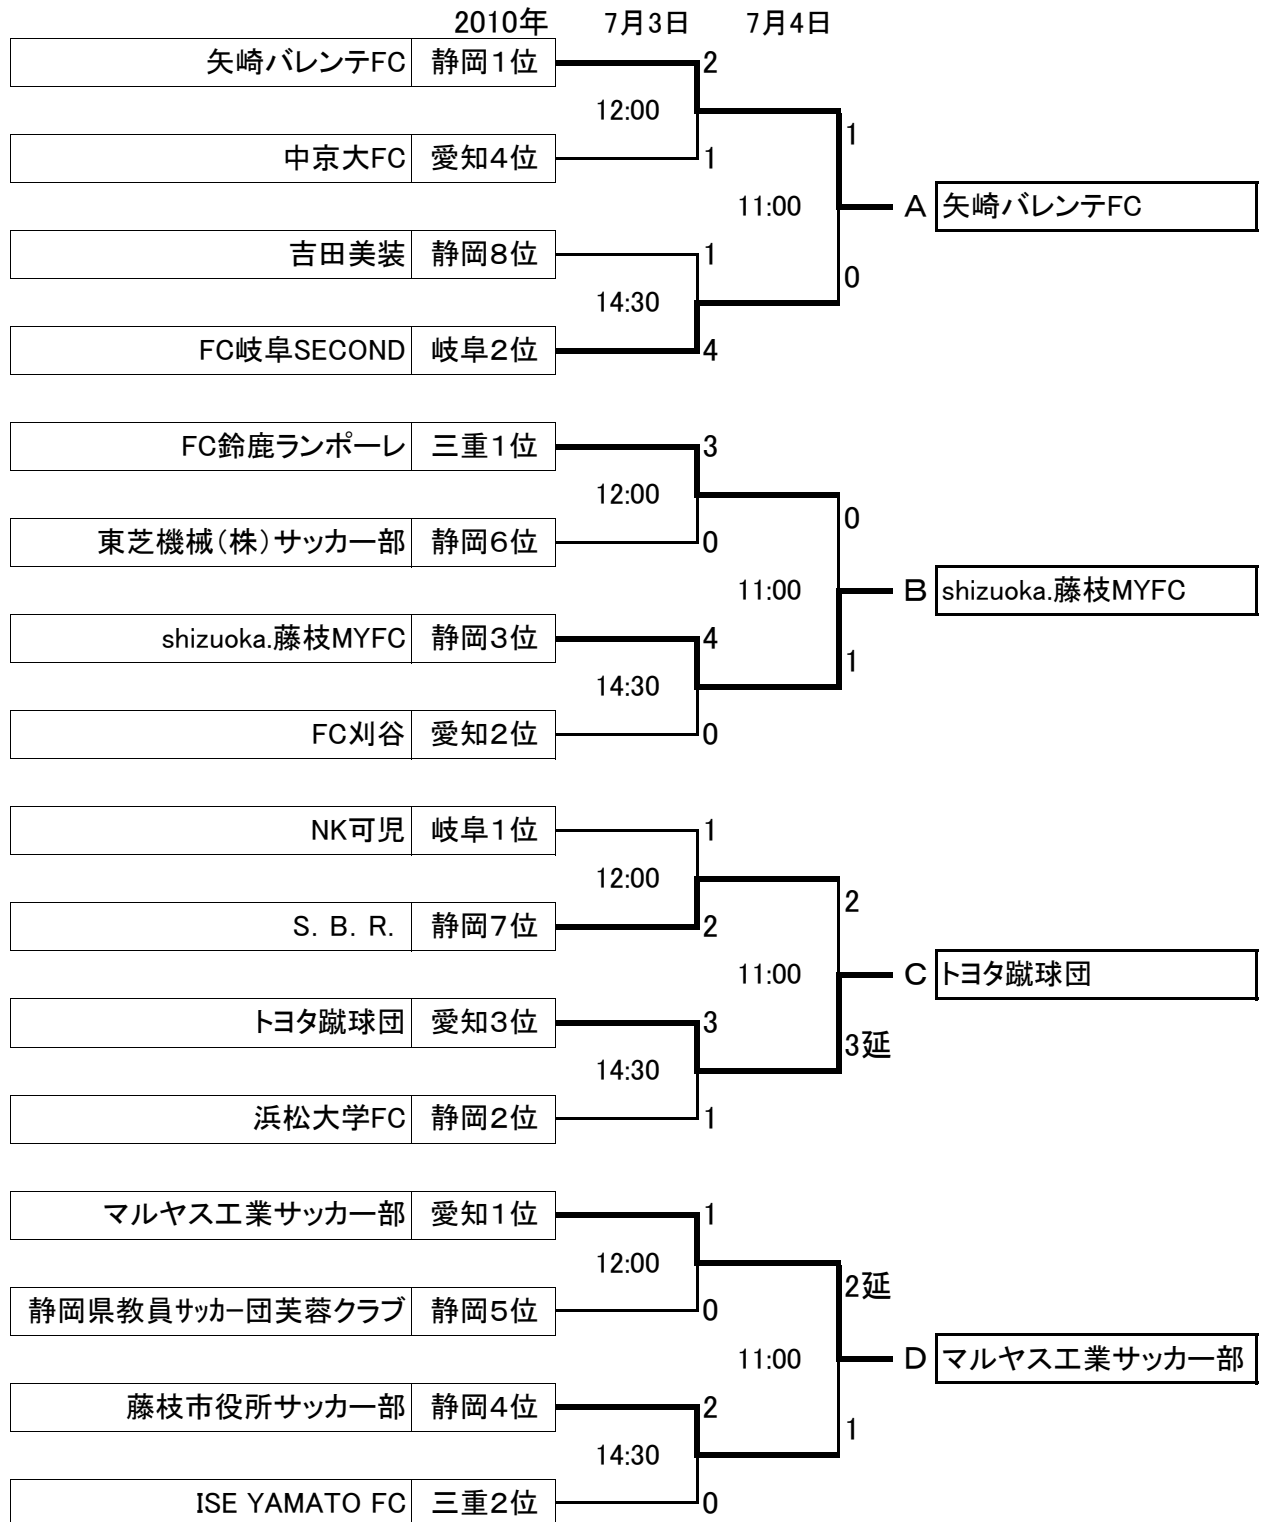 2010年 7月3日 7月4日
矢崎バレンテFC 静岡1位 2
12:00
1
中京大FC 愛知4位 1
11:00 A 矢崎バレンテFC
吉田美装 静岡8位 1
0
14:30
FC岐阜SECOND 岐阜2位 4
FC鈴鹿ランポーレ 三重1位 3
12:00
0
東芝機械(株)サッカー部 静岡6位 0
11:00 B shizuoka.藤枝MYFC
shizuoka.藤枝MYFC 静岡3位 4
1
14:30
FC刈谷 愛知2位 0
NK可児 岐阜1位 1
12:00
2
S. B. R. 静岡7位 2
11:00 C トヨタ蹴球団
トヨタ蹴球団 愛知3位 3
3延
14:30
浜松大学FC 静岡2位 1
マルヤス工業サッカー部 愛知1位 1
12:00
2延
静岡県教員サッカー団芙蓉クラブ 静岡5位 0
11:00 D マルヤス工業サッカー部
藤枝市役所サッカー部 静岡4位 2
1
14:30
ISE YAMATO FC 三重2位 0